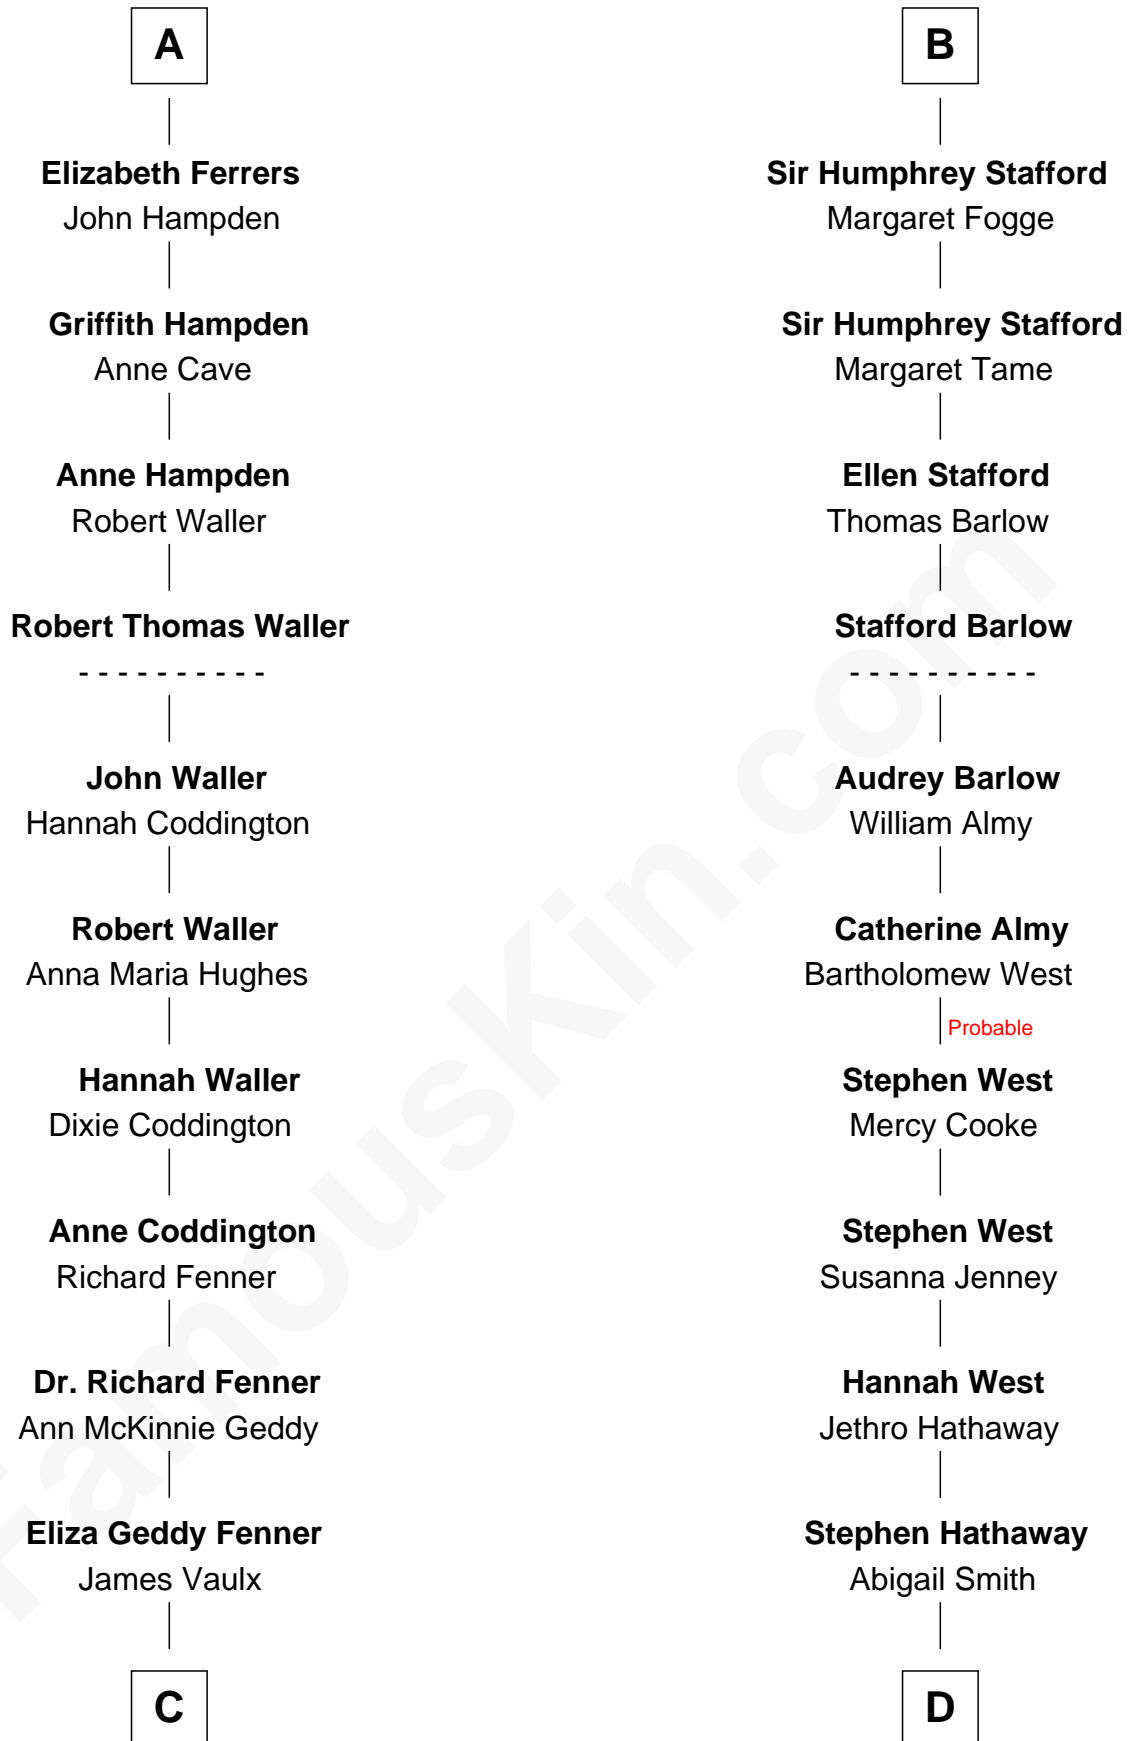 A
Elizabeth Ferrers
John Hampden
Griffith Hampden
Anne Cave
Anne Hampden
Robert Waller
Robert Thomas Waller
- - - - - - - - - -
John Waller
Hannah Coddington
Robert Waller
Anna Maria Hughes
Hannah Waller
Dixie Coddington
Anne Coddington
Richard Fenner
Dr. Richard Fenner
Ann McKinnie Geddy
Eliza Geddy Fenner
James Vaulx
C
B
Sir Humphrey Stafford
Margaret Fogge
Sir Humphrey Stafford
Margaret Tame
Ellen Stafford
Thomas Barlow
Stafford Barlow
- - - - - - - - - -
Audrey Barlow
William Almy
Catherine Almy
Bartholomew West
Probable
Stephen West
Mercy Cooke
Stephen West
Susanna Jenney
Hannah West
Jethro Hathaway
Stephen Hathaway
Abigail Smith
D
FamousKin.com